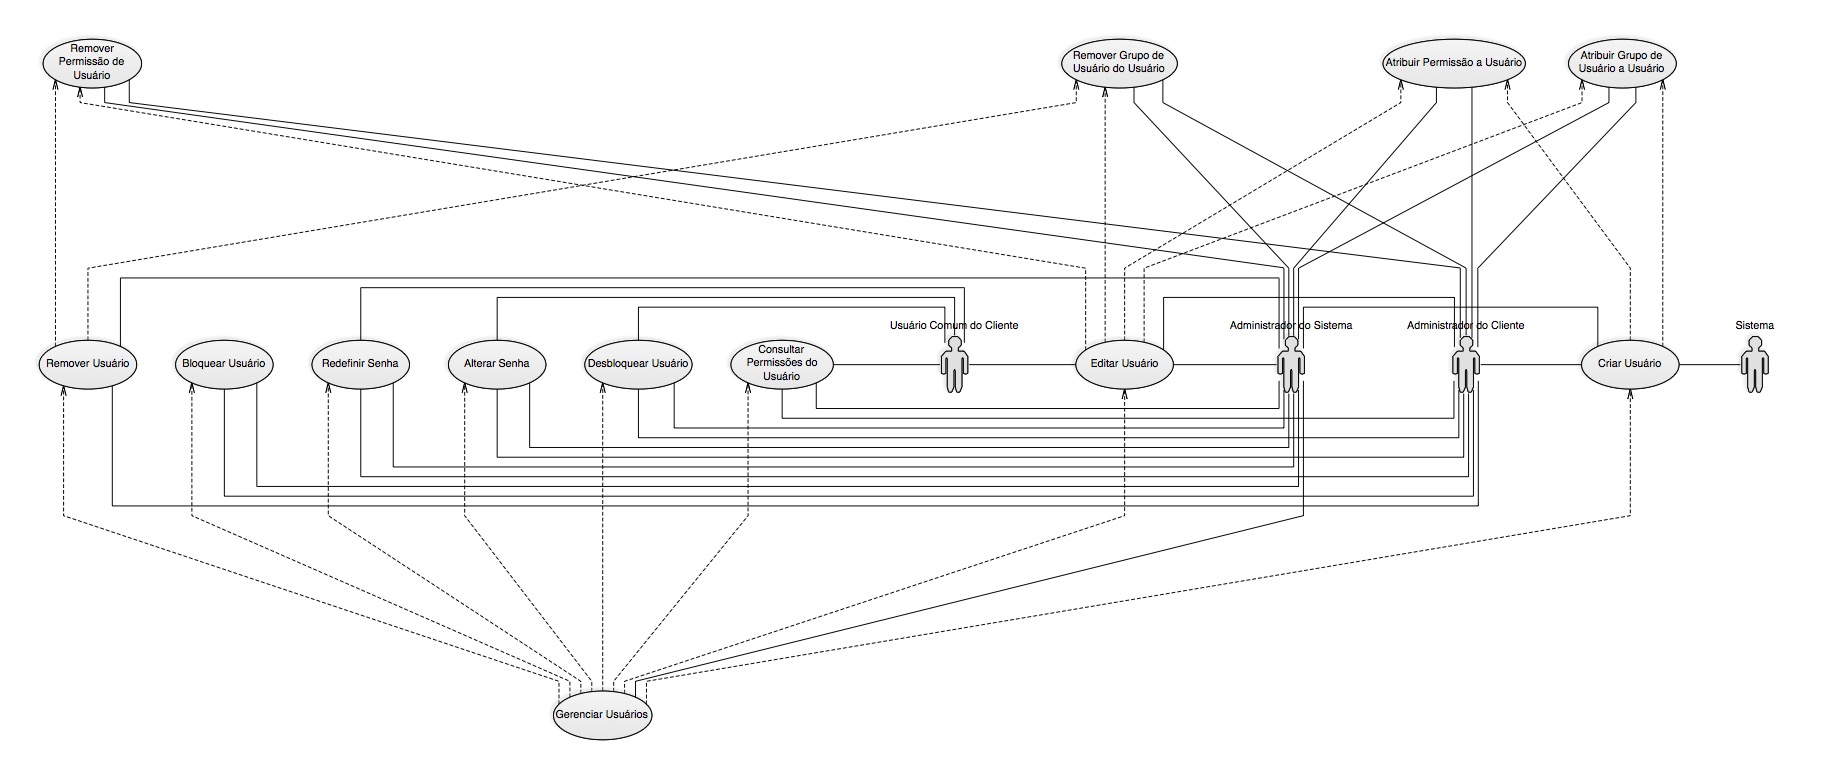 Remover
Permissão de
Usuário
Remover Grupo de
Usuário do Usuário
Atribuir Permissão a Usuário
Atribuir Grupo de
Usuário a Usuário
Usuário Comum do Cliente
Administrador do Sistema
Administrador do Cliente
Sistema
Remover Usuário
Bloquear Usuário
Redefinir Senha
Alterar Senha
Desbloquear Usuário
Consultar
Permissões do
Usuário
Editar Usuário
Criar Usuário
Gerenciar Usuários